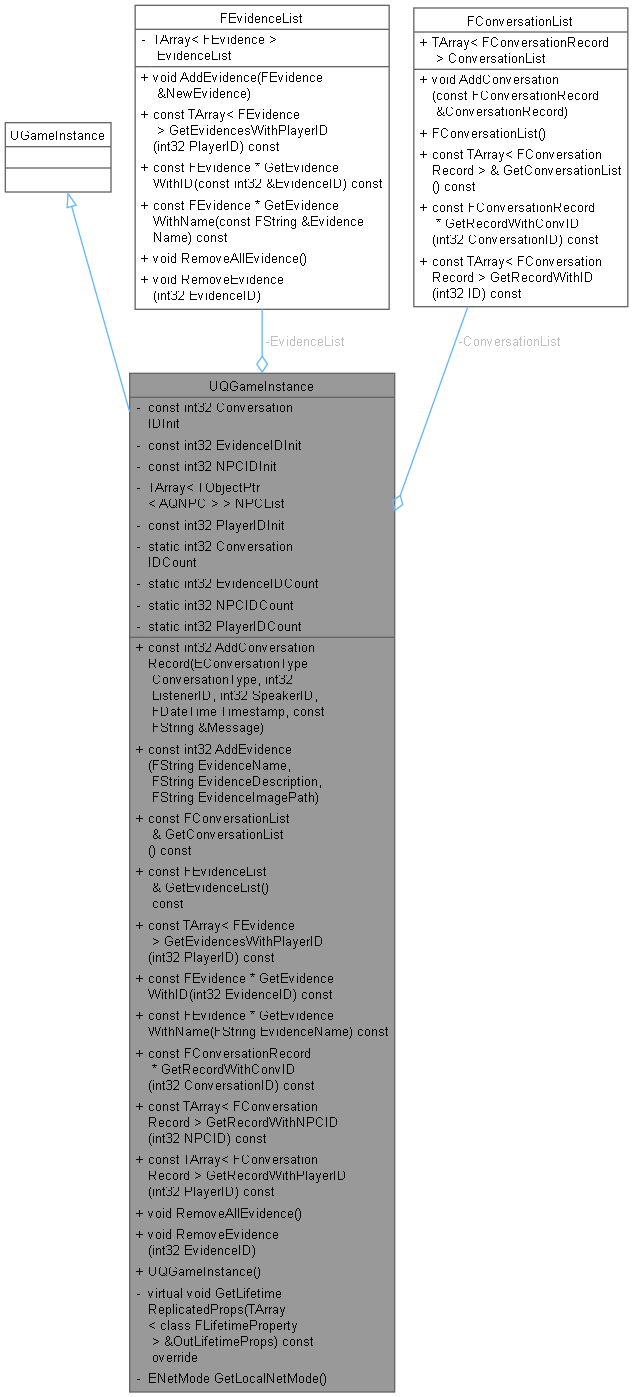 FEvidenceList
- TArray< FEvidence >
EvidenceList
+ void AddEvidence(FEvidence
&NewEvidence)
+ const TArray< FEvidence
> GetEvidencesWithPlayerID
(int32 PlayerID) const
+ const FEvidence * GetEvidence
WithID(const int32 &EvidenceID) const
+ const FEvidence * GetEvidence
WithName(const FString &Evidence
Name) const
+ void RemoveAllEvidence()
+ void RemoveEvidence
(int32 EvidenceID)
FConversationList
+ TArray< FConversationRecord
> ConversationList
+ void AddConversation
(const FConversationRecord
&ConversationRecord)
+ FConversationList()
+ const TArray< FConversation
Record > & GetConversationList
() const
+ const FConversationRecord
* GetRecordWithConvID
(int32 ConversationID) const
+ const TArray< FConversation
Record > GetRecordWithID
(int32 ID) const
UGameInstance
-EvidenceList
-ConversationList
UQGameInstance
- const int32 Conversation
IDInit
- const int32 EvidenceIDInit
- const int32 NPCIDInit
- TArray< TObjectPtr
< AQNPC > > NPCList
- const int32 PlayerIDInit
- static int32 Conversation
IDCount
- static int32 EvidenceIDCount
- static int32 NPCIDCount
- static int32 PlayerIDCount
+ const int32 AddConversation
Record(EConversationType
ConversationType, int32
ListenerID, int32 SpeakerID,
FDateTime Timestamp, const
FString &Message)
+ const int32 AddEvidence
(FString EvidenceName,
FString EvidenceDescription,
FString EvidenceImagePath)
+ const FConversationList
& GetConversationList
() const
+ const FEvidenceList
& GetEvidenceList()
const
+ const TArray< FEvidence
> GetEvidencesWithPlayerID
(int32 PlayerID) const
+ const FEvidence * GetEvidence
WithID(int32 EvidenceID) const
+ const FEvidence * GetEvidence
WithName(FString EvidenceName) const
+ const FConversationRecord
* GetRecordWithConvID
(int32 ConversationID) const
+ const TArray< FConversation
Record > GetRecordWithNPCID
(int32 NPCID) const
+ const TArray< FConversation
Record > GetRecordWithPlayerID
(int32 PlayerID) const
+ void RemoveAllEvidence()
+ void RemoveEvidence
(int32 EvidenceID)
+ UQGameInstance()
- virtual void GetLifetime
ReplicatedProps(TArray
< class FLifetimeProperty
> &OutLifetimeProps) const
override
- ENetMode GetLocalNetMode()